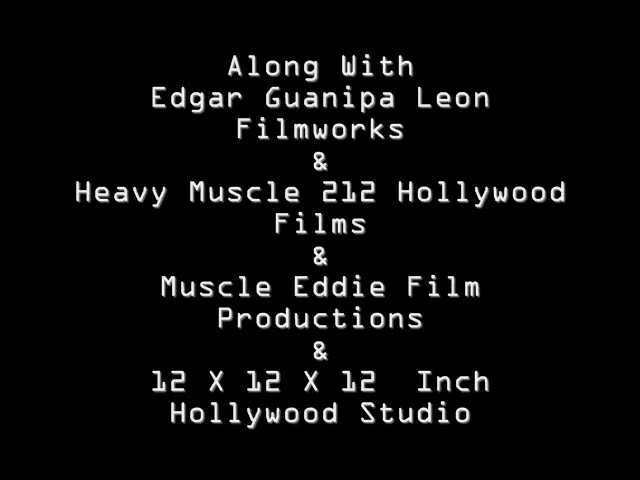 Along With
Edgar Guanipa Leon
Filmworks
&
Heavy Muscle 212 Hollywood
Films
&
Muscle Eddie Film
Productions
&
12 X 12 X 12  Inch
Hollywood Studio